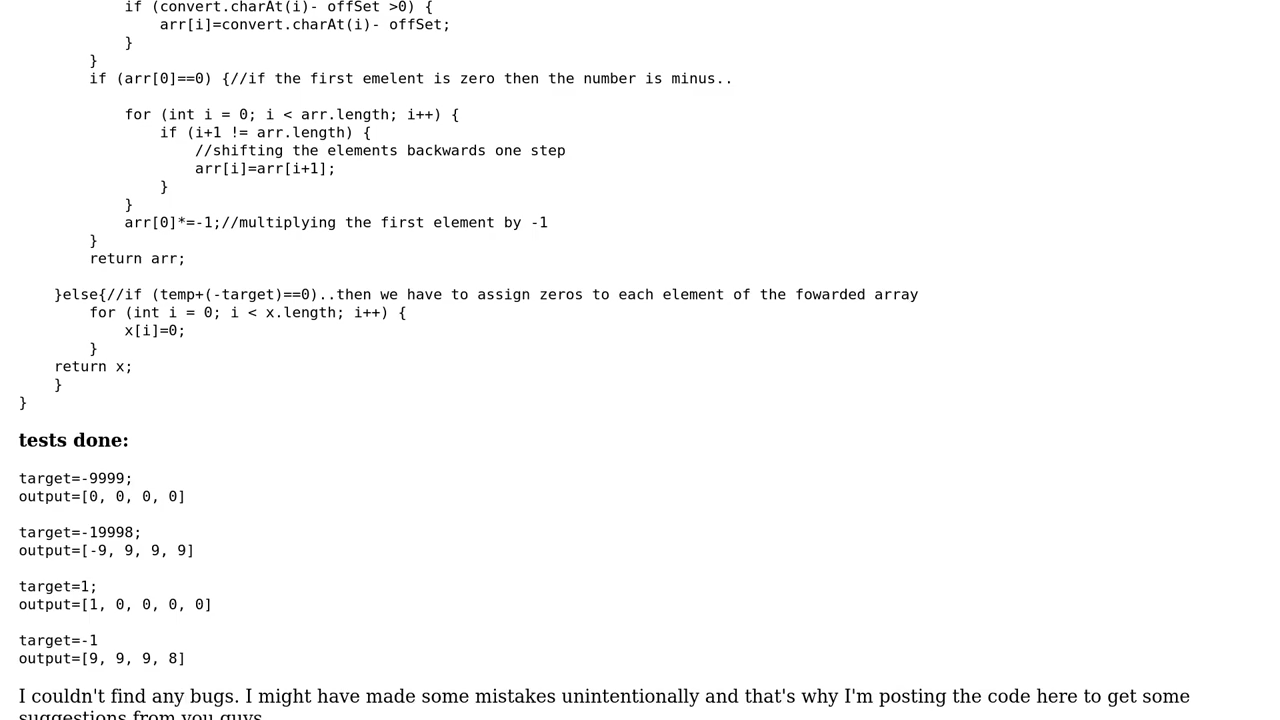 if (convert.charAt(i)- offSet >0) {
                arr[i]=convert.charAt(i)- offSet;
            }
        }
        if (arr[0]==0) {//if the first emelent is zero then the number is minus..

            for (int i = 0; i < arr.length; i++) {
                if (i+1 != arr.length) {
                    //shifting the elements backwards one step
                    arr[i]=arr[i+1];
                }
            }
            arr[0]*=-1;//multiplying the first element by -1
        }
        return arr;

    }else{//if (temp+(-target)==0)..then we have to assign zeros to each element of the fowarded array
        for (int i = 0; i < x.length; i++) {
            x[i]=0;
        }
    return x;
    }
}
tests done:
target=-9999;
output=[0, 0, 0, 0]

target=-19998;
output=[-9, 9, 9, 9]

target=1;
output=[1, 0, 0, 0, 0]

target=-1
output=[9, 9, 9, 8]
I couldn't find any bugs. I might have made some mistakes unintentionally and that's why I'm posting the code here to get some
suggestions from you guys